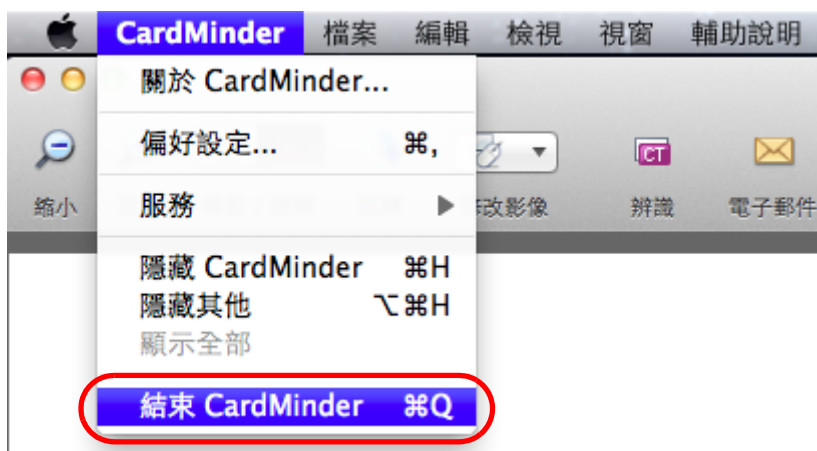 CardMinder 檔案 編輯 檢視 視窗 輔助說明
關於 CardMinder...
偏好設定... ⌘,
CT
縮小 服務 ▶ 改影像 辨識 電子郵件
隱藏 CardMinder ⌘H
隱藏其他 ⌥⌘H
顯示全部
結束 CardMinder ⌘Q